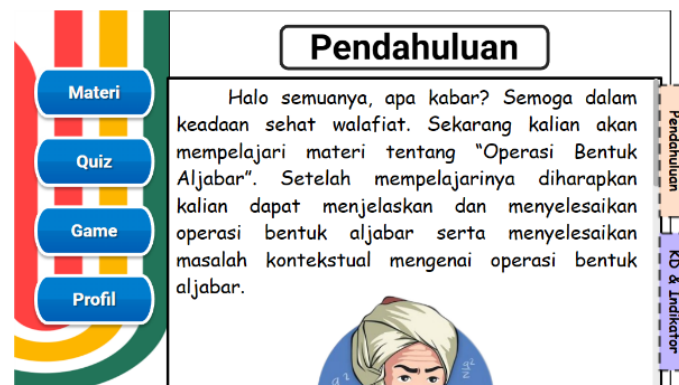 Pendahuluan
Materi
Quiz
Game
Profil
Halo semuanya, apa kabar? Semoga dalam
keadaan sehat walafiat. Sekarang kalian akan
mempelajari materi tentang "Operasi Bentuk
Aljabar". Setelah mempelajarinya diharapkan
kalian dapat menjelaskan dan menyelesaikan
operasi bentuk aljabar serta menyelesaikan
masalah kontekstual mengenai operasi bentuk
aljabar.
Pendahuluan
KD & Indikator